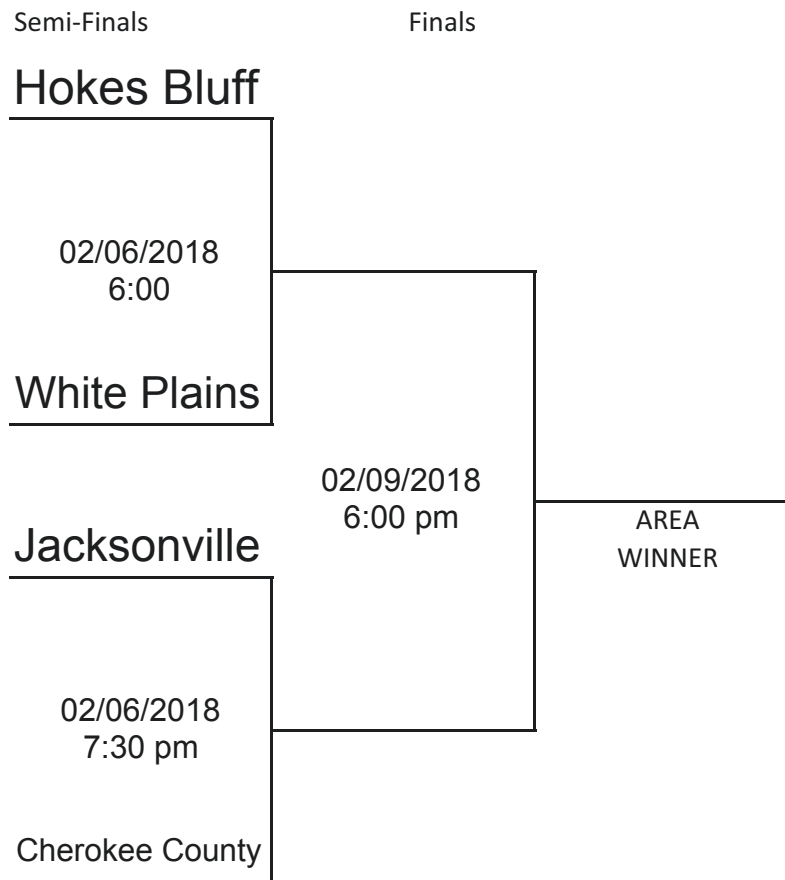 Semi-Finals
Finals
Hokes Bluff
02/06/2018
6:00
White Plains
02/09/2018
6:00 pm
AREA
WINNER
Jacksonville
02/06/2018
7:30 pm
Cherokee County